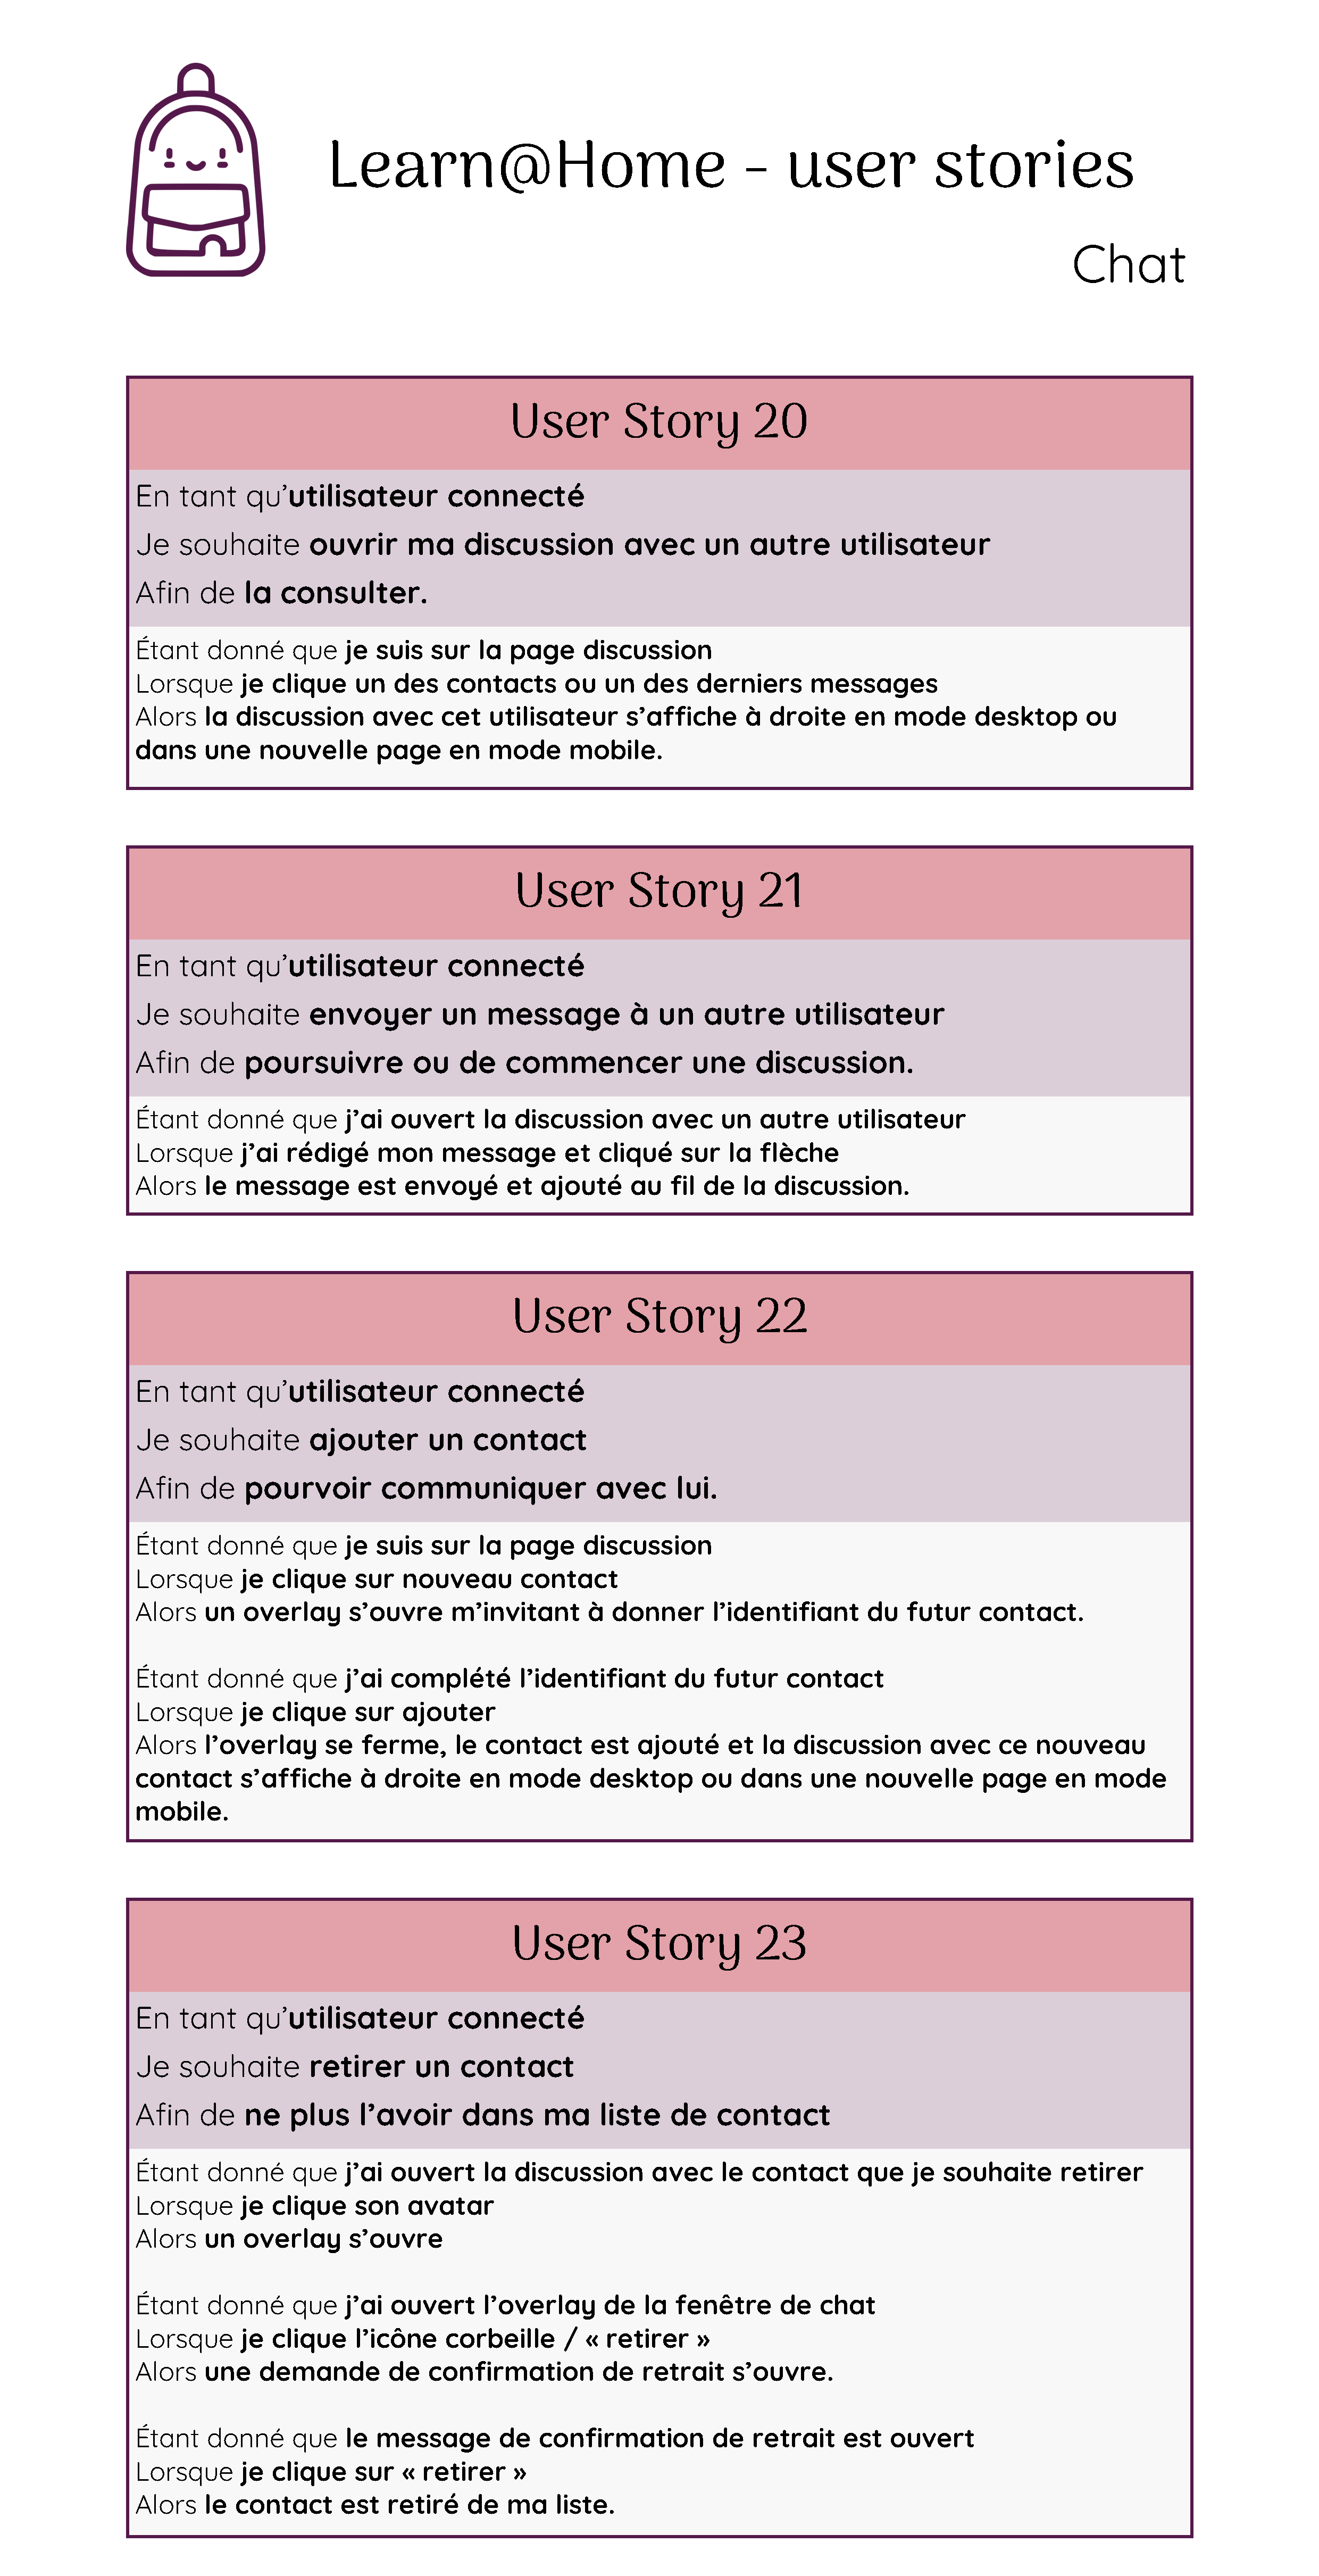 Learn@Home - user stories
Chat
User Story 20
En tant qu’utilisateur connecté
Je souhaite ouvrir ma discussion avec un autre utilisateur
Afin de la consulter.
Étant donné que je suis sur la page discussion
Lorsque je clique un des contacts ou un des derniers messages
Alors la discussion avec cet utilisateur s’affiche à droite en mode desktop ou
dans une nouvelle page en mode mobile.
User Story 21
En tant qu’utilisateur connecté
Je souhaite envoyer un message à un autre utilisateur
Afin de poursuivre ou de commencer une discussion.
Étant donné que j’ai ouvert la discussion avec un autre utilisateur
Lorsque j’ai rédigé mon message et cliqué sur la flèche
Alors le message est envoyé et ajouté au fil de la discussion.
User Story 22
En tant qu’utilisateur connecté
Je souhaite ajouter un contact
Afin de pourvoir communiquer avec lui.
Étant donné que je suis sur la page discussion
Lorsque je clique sur nouveau contact
Alors un overlay s’ouvre m’invitant à donner l’identifiant du futur contact.
Étant donné que j’ai complété l’identifiant du futur contact
Lorsque je clique sur ajouter
Alors l’overlay se ferme, le contact est ajouté et la discussion avec ce nouveau
contact s’affiche à droite en mode desktop ou dans une nouvelle page en mode
mobile.
User Story 23
En tant qu’utilisateur connecté
Je souhaite retirer un contact
Afin de ne plus l’avoir dans ma liste de contact
Étant donné que j’ai ouvert la discussion avec le contact que je souhaite retirer
Lorsque je clique son avatar
Alors un overlay s’ouvre
Étant donné que j’ai ouvert l’overlay de la fenêtre de chat
Lorsque je clique l’icône corbeille / « retirer »
Alors une demande de confirmation de retrait s’ouvre.
Étant donné que le message de confirmation de retrait est ouvert
Lorsque je clique sur « retirer »
Alors le contact est retiré de ma liste.